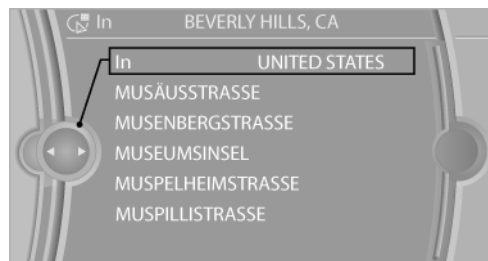 In BEVERLY HILLS, CA
In UNITED STATES
MUSÄUSSTRASSE
MUSENBERGSTRASSE
MUSEUMSINSEL
MUSPELHEIMSTRASSE
MUSPILLISTRASSE